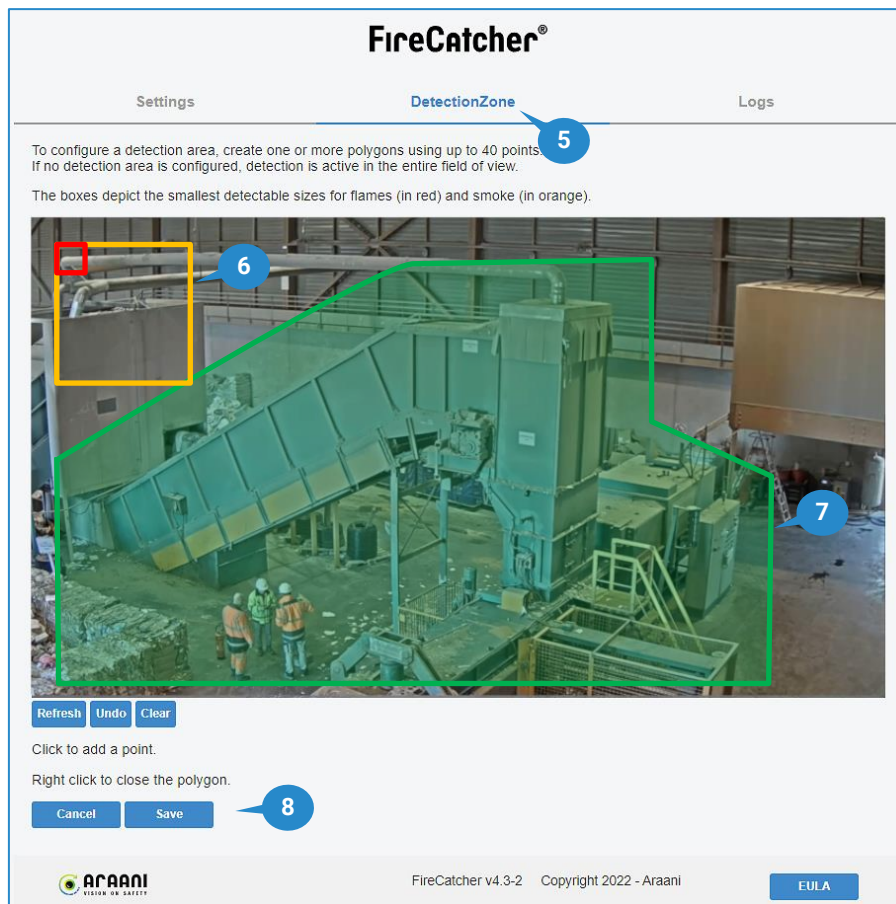 FireCatcher®
Settings DetectionZone Logs
5
To configure a detection area, create one or more polygons using up to 40 points.
If no detection area is configured, detection is active in the entire field of view.
The boxes depict the smallest detectable sizes for flames (in red) and smoke (in orange).
6
7
Refresh Undo Clear
Click to add a point.
Right click to close the polygon.
Cancel Save
8
ARAANI
VISION ON SAFETY
FireCatcher v4.3-2 Copyright 2022 - Araani
EULA